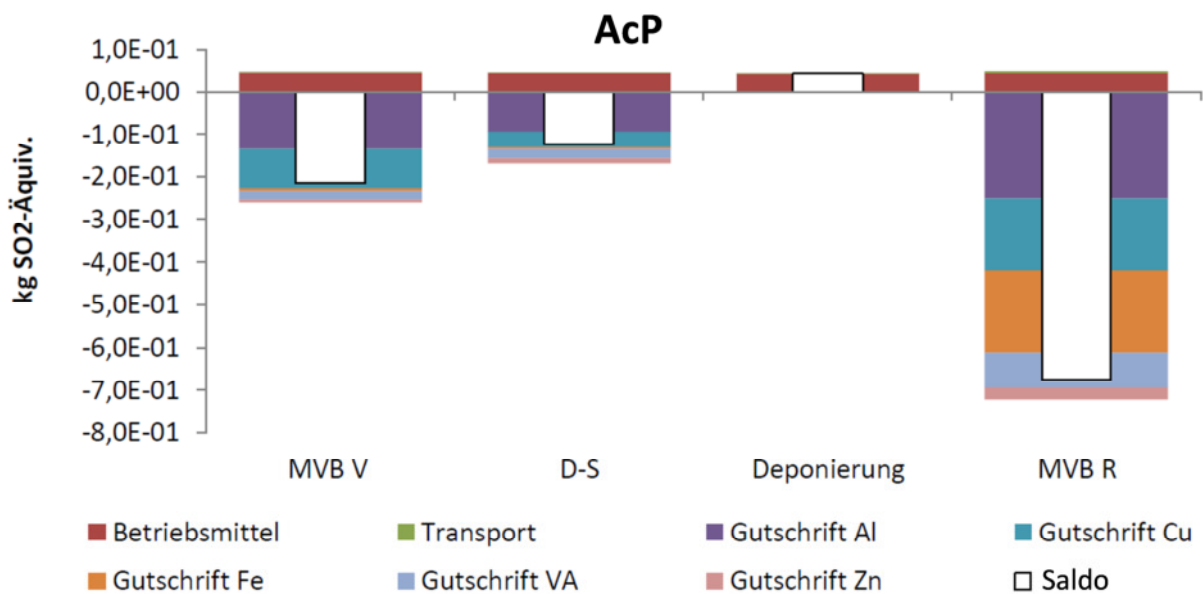 AcP
kg SO2-Äquiv.
1,0E-01
0,0E+00
-1,0E-01
-2,0E-01
-3,0E-01
-4,0E-01
-5,0E-01
-6,0E-01
-7,0E-01
-8,0E-01
MVB V D-S Deponierung MVB R
Betriebsmittel Transport Gutschrift Al Gutschrift Cu
Gutschrift Fe Gutschrift VA Gutschrift Zn Saldo